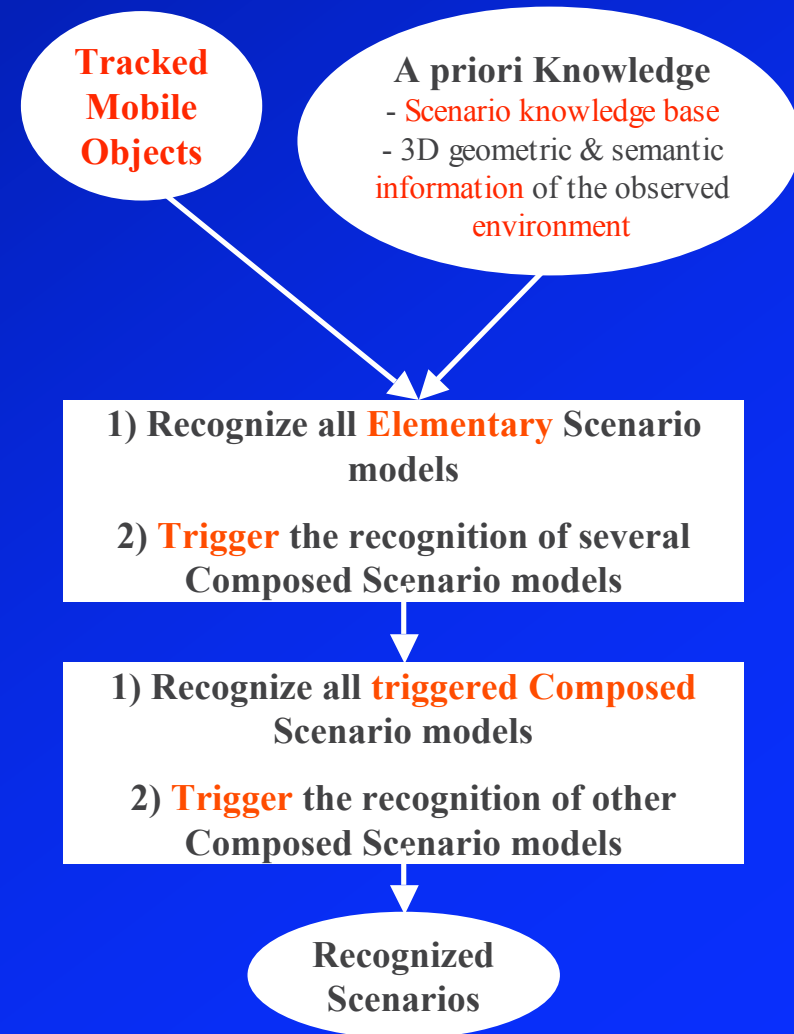 Tracked
Mobile
Objects
A priori Knowledge
- Scenario knowledge base
- 3D geometric & semantic
information of the observed
environment
1) Recognize all Elementary Scenario
models
2) Trigger the recognition of several
Composed Scenario models
1) Recognize all triggered Composed
Scenario models
2) Trigger the recognition of other
Composed Scenario models
Recognized
Scenarios